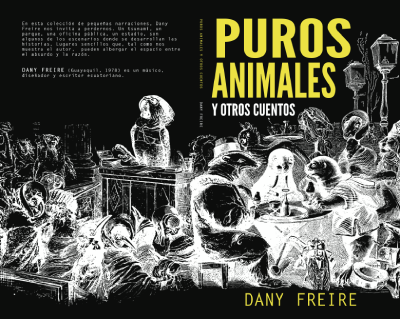 En esta colección de pequeñas narraciones, Dany
Freire nos invita a perdernos. Un tsunami, un
parque, una oficina pública, un estadio, son
algunos de los escenarios donde se desarrollan las
historias. Lugares sencillos que, tal como nos
muestra el autor, pueden albergar el espacio entre
el absurdo y la razón.
DANY FREIRE (Guayaquil, 1978) es un músico,
diseñador y escritor ecuatoriano.
PUROS ANIMALES Y OTROS CUENTOS
DANY FREIRE
PUROS
ANIMALES
Y OTROS CUENTOS
DANY FREIRE